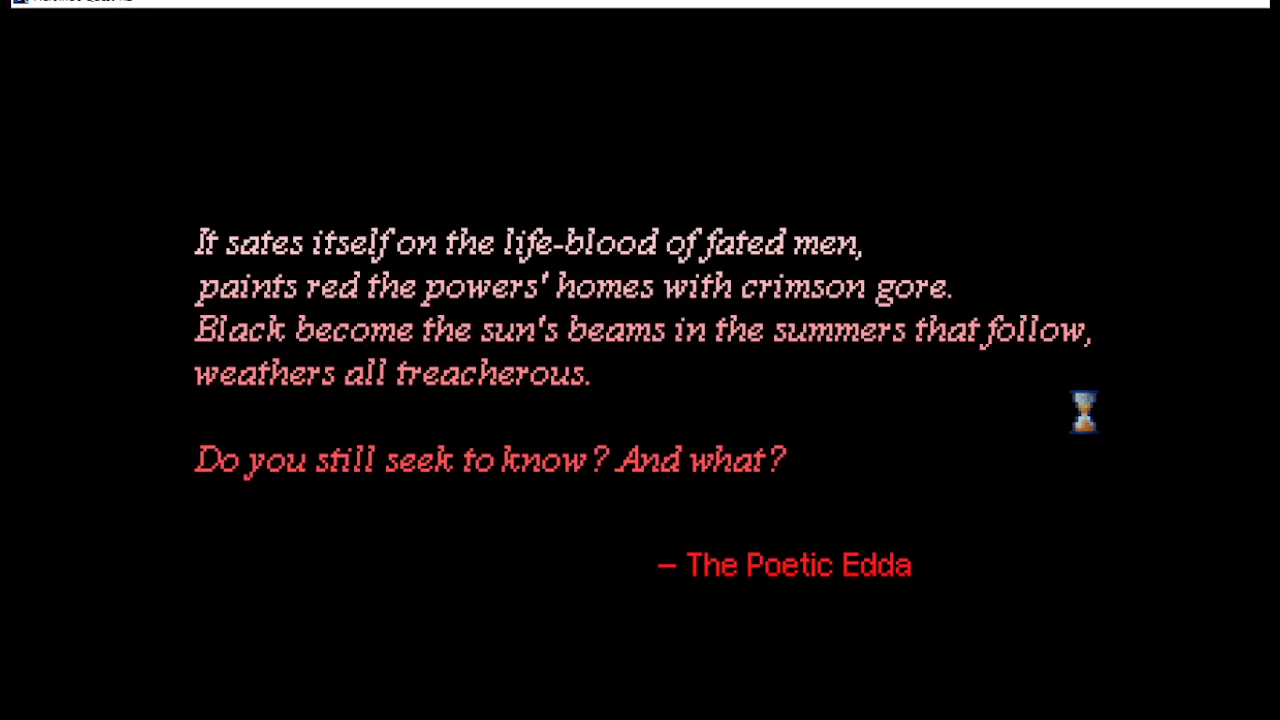 It sates itself on the life-blood of fated men,
paints red the powers' homes with crimson gore.
Black become the sun's beams in the summers that follow,
weathers all treacherous.
Do you still seek to know? And what?
– The Poetic Edda